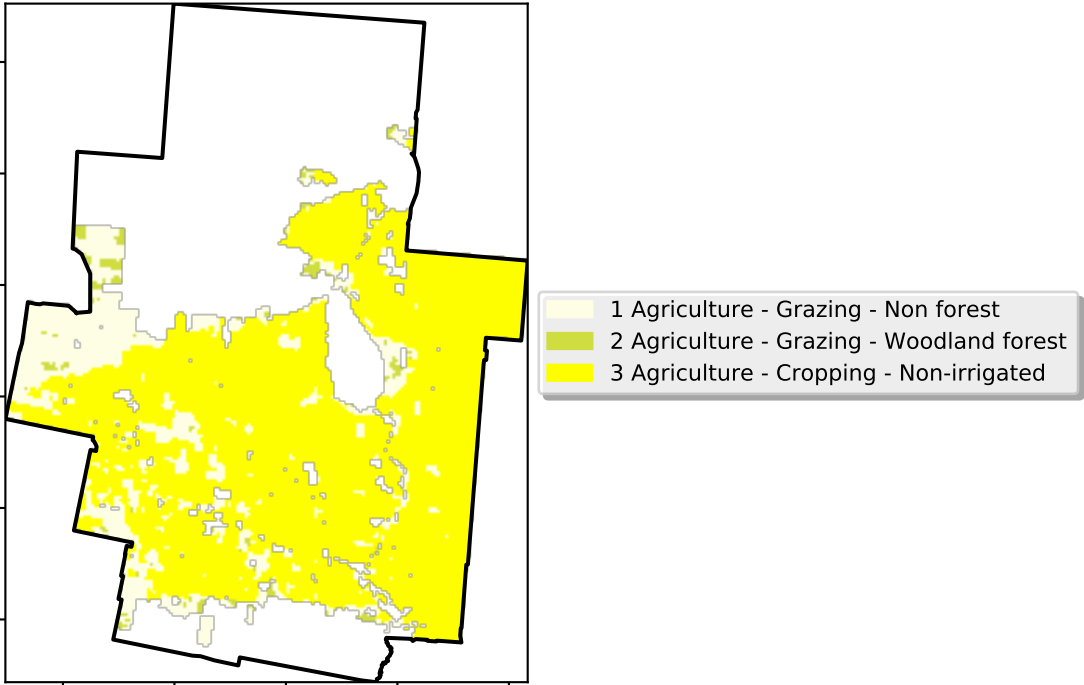 1 Agriculture - Grazing - Non forest
2 Agriculture - Grazing - Woodland forest
3 Agriculture - Cropping - Non-irrigated